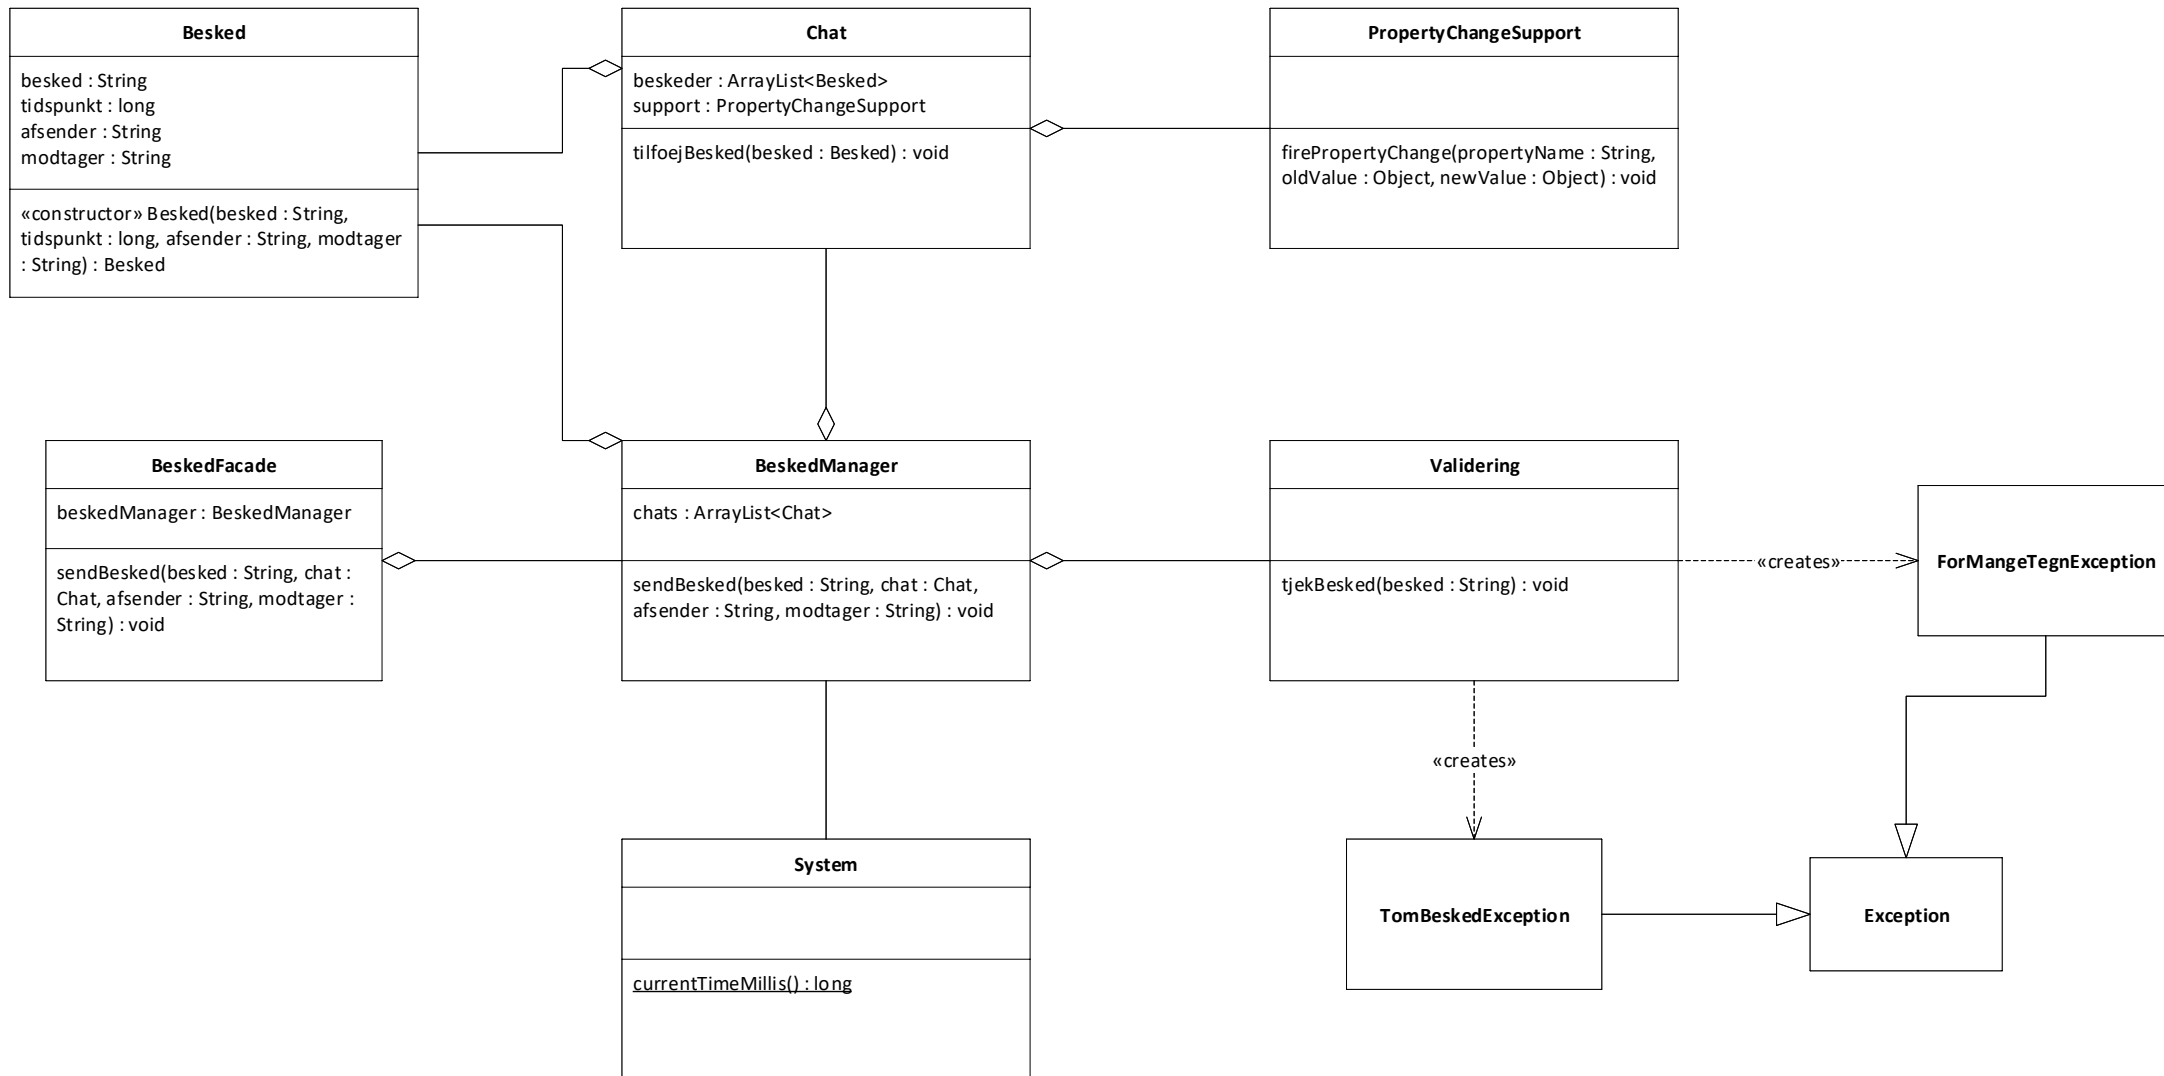 Besked
besked : String
tidspunkt : long
afsender : String
modtager : String
«constructor» Besked(besked : String,
tidspunkt : long, afsender : String, modtager
: String) : Besked
Chat
beskeder : ArrayList<Besked>
support : PropertyChangeSupport
tilfoejBesked(besked : Besked) : void
PropertyChangeSupport
firePropertyChange(propertyName : String,
oldValue : Object, newValue : Object) : void
BeskedFacade
beskedManager : BeskedManager
sendBesked(besked : String, chat :
Chat, afsender : String, modtager :
String) : void
BeskedManager
chats : ArrayList<Chat>
sendBesked(besked : String, chat : Chat,
afsender : String, modtager : String) : void
Validering
tjekBesked(besked : String) : void
«creates»
ForMangeTegnException
«creates»
System
currentTimeMillis() : long
TomBeskedException
Exception